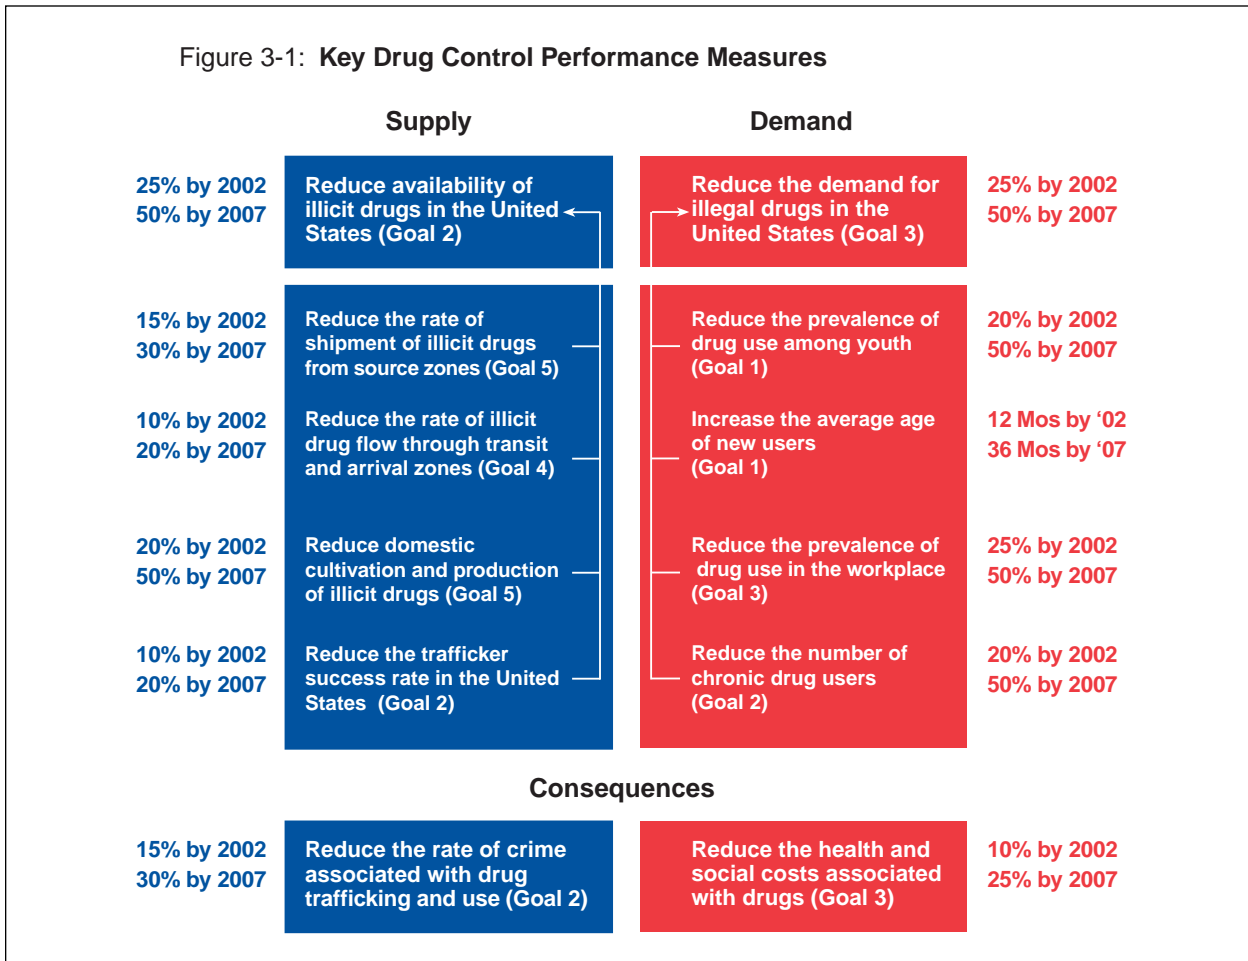 Figure 3-1: Key Drug Control Performance Measures
Supply
25% by 2002
50% by 2007
Reduce availability of
illicit drugs in the United
States (Goal 2)
15% by 2002
30% by 2007
Reduce the rate of
shipment of illicit drugs
from source zones (Goal 5)
10% by 2002
20% by 2007
Reduce the rate of illicit
drug flow through transit
and arrival zones (Goal 4)
20% by 2002
50% by 2007
Reduce domestic
cultivation and production
of illicit drugs (Goal 5)
10% by 2002
20% by 2007
Reduce the trafficker
success rate in the United
States (Goal 2)
Demand
Reduce the demand for
illegal drugs in the
United States (Goal 3)
25% by 2002
50% by 2007
Reduce the prevalence of
drug use among youth
(Goal 1)
20% by 2002
50% by 2007
Increase the average age
of new users
(Goal 1)
12 Mos by ‘02
36 Mos by ‘07
Reduce the prevalence of
drug use in the workplace
(Goal 3)
25% by 2002
50% by 2007
Reduce the number of
chronic drug users
(Goal 2)
20% by 2002
50% by 2007
Consequences
15% by 2002
30% by 2007
Reduce the rate of crime
associated with drug
trafficking and use (Goal 2)
Reduce the health and
social costs associated
with drugs (Goal 3)
10% by 2002
25% by 2007